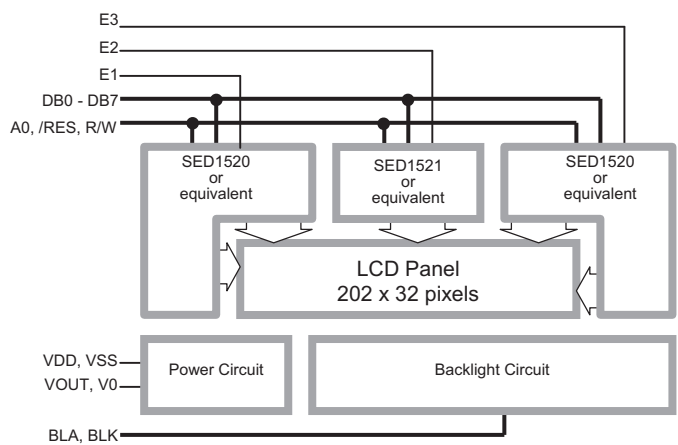 E3
E2
E1
DB0 - DB7
A0, /RES, R/W
SED1520
or
equivalent
SED1521
or
equivalent
SED1520
or
equivalent
LCD Panel
202 x 32 pixels
VDD, VSS
VOUT, V0
Power Circuit
Backlight Circuit
BLA, BLK